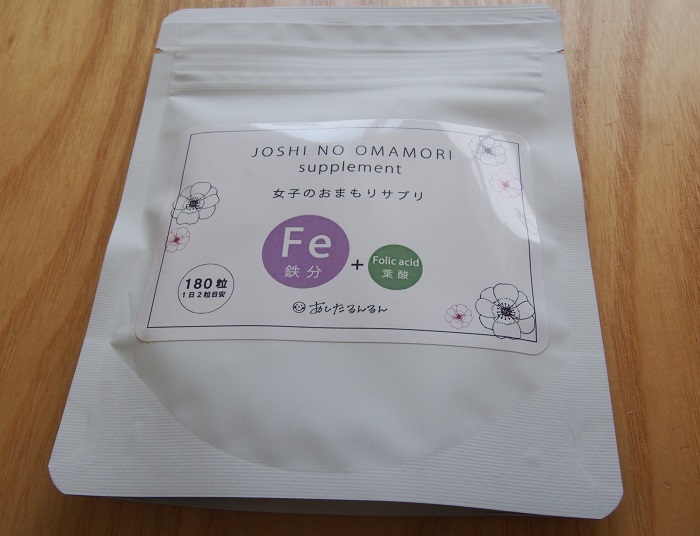 JOSHI NO OMAMORI
supplement
女子のおまもりサプリ
Fe
鉄分
+
Folic acid
葉酸
180粒
1日2粒目安
あしたるんるん